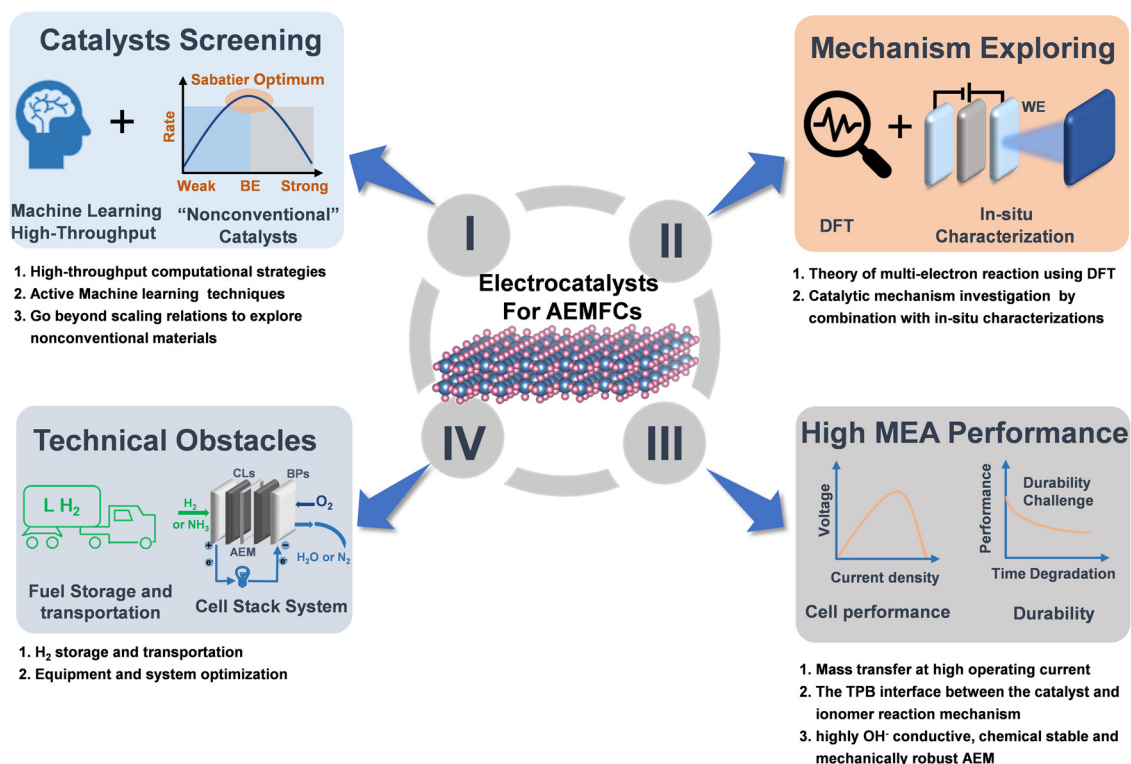 Catalysts Screening
Sabatier Optimum
+
Rate
Weak BE Strong
Machine Learning
High-Throughput
“Nonconventional”
Catalysts
1. High-throughput computational strategies
2. Active Machine learning techniques
3. Go beyond scaling relations to explore
nonconventional materials
Mechanism Exploring
+
WE
DFT
In-situ
Characterization
1. Theory of multi-electron reaction using DFT
2. Catalytic mechanism investigation by
combination with in-situ characterizations
I
II
Electrocatalysts
For AEMFCs
IV
III
Technical Obstacles
CLs BPs
L H₂
H₂
or NH₃
O₂
AEM
H₂O or N₂
+
−
e⁻
e⁻
Fuel Storage and
transportation
Cell Stack System
1. H₂ storage and transportation
2. Equipment and system optimization
High MEA Performance
Voltage
Current density
Cell performance
Performance
Durability
Challenge
Time Degradation
Durability
1. Mass transfer at high operating current
2. The TPB interface between the catalyst and
ionomer reaction mechanism
3. highly OH⁻ conductive, chemical stable and
mechanically robust AEM